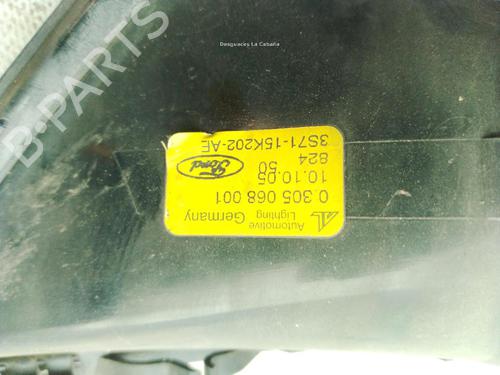 Desguaces La Cabaña
B-PARTS
Automotive Lighting Germany
0.305 068 001
10.10.05
50
824
Ford
3S71-15K202-AE